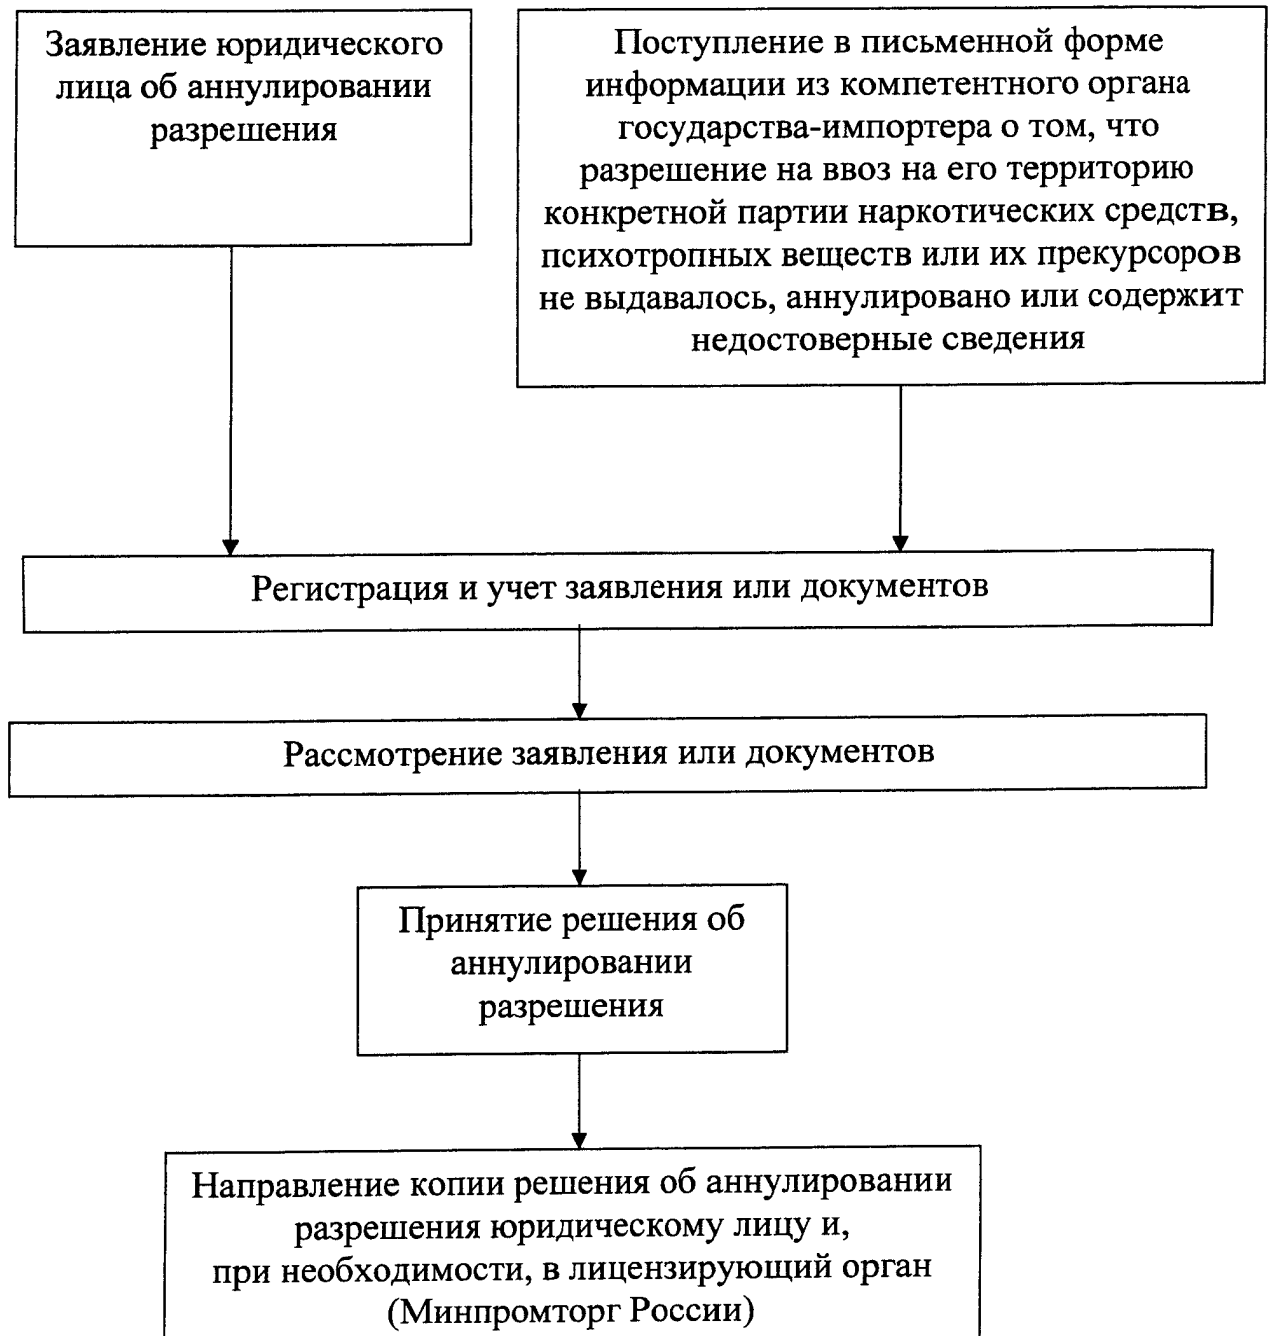 Заявление юридического
лица об аннулировании
разрешения
Поступление в письменной форме
информации из компетентного органа
государства-импортера о том, что
разрешение на ввоз на его территорию
конкретной партии наркотических средств,
психотропных веществ или их прекурсоров
не выдавалось, аннулировано или содержит
недостоверные сведения
Регистрация и учет заявления или документов
Рассмотрение заявления или документов
Принятие решения об
аннулировании
разрешения
Направление копии решения об аннулировании
разрешения юридическому лицу и,
при необходимости, в лицензирующий орган
(Минпромторг России)